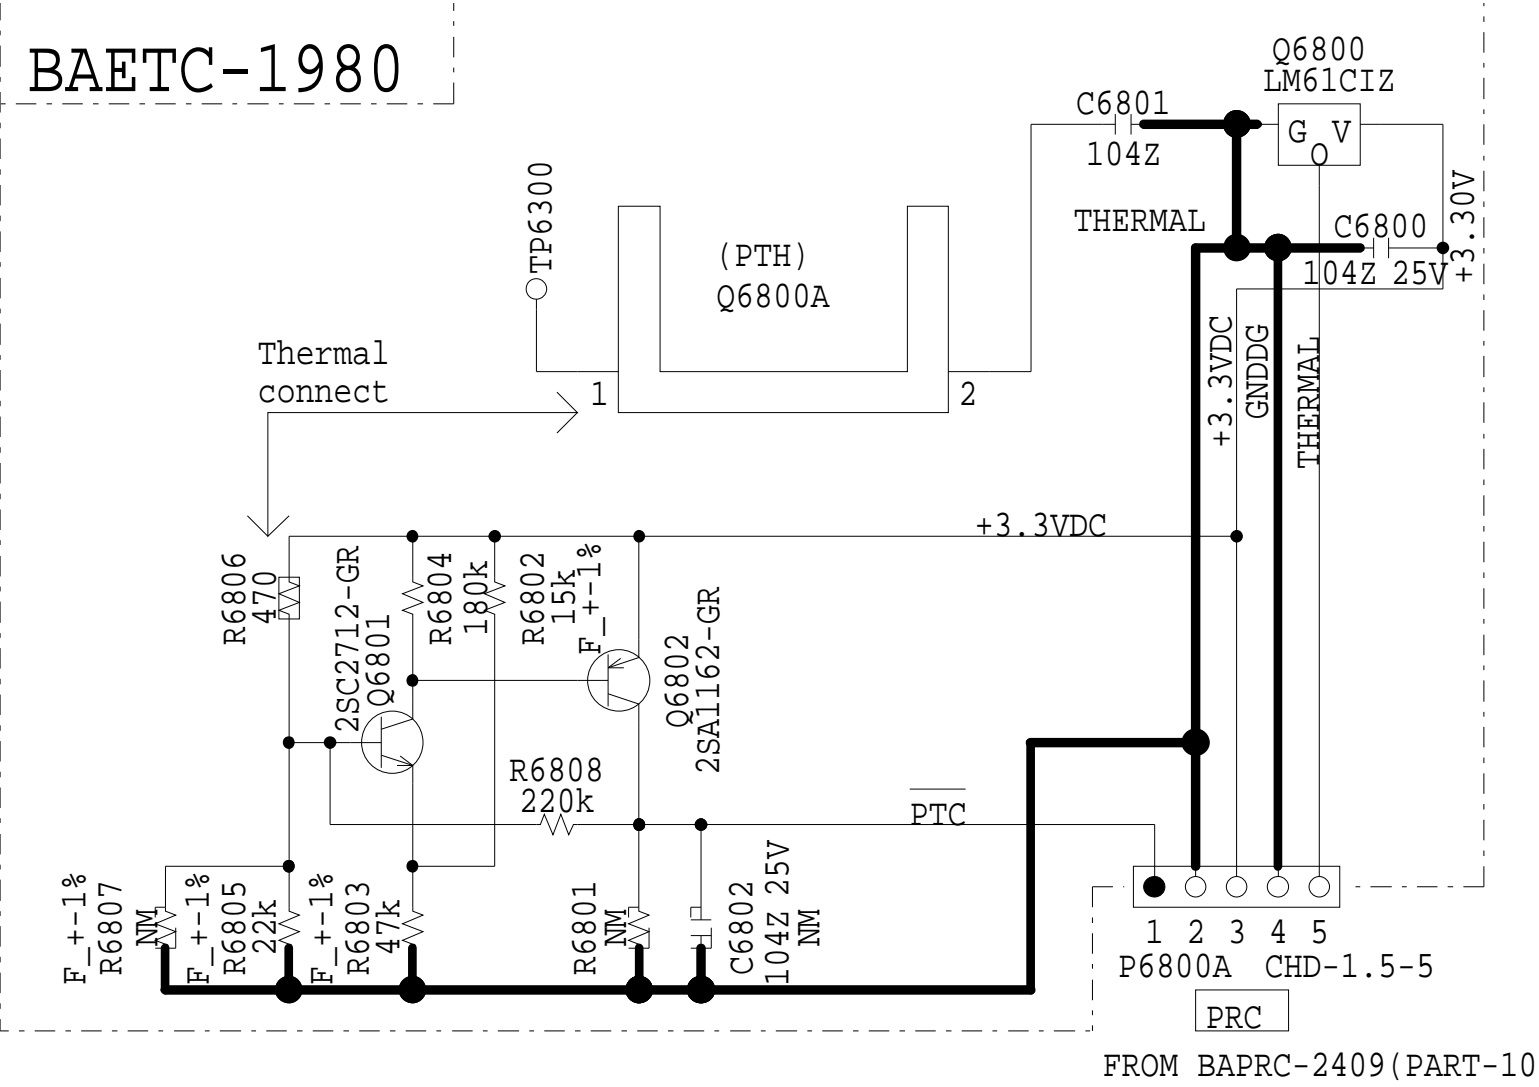 BAETC-1980
Q6800
LM61CIZ
C6801
104Z
G V
O
TP6300
THERMAL
C6800
104Z 25V
+3.30V
(PTH)
Q6800A
Thermal
connect
1
2
+3.3VDC
GNDDG
THERMAL
+3.3VDC
R6806
470
2SC2712-GR
Q6801
R6804
180k
R6802
15k
F_+-1%
Q6802
2SA1162-GR
R6808
220k
PTC
F_+-1%
R6807
NM
F_+-1%
R6805
22k
F_+-1%
R6803
47k
R6801
NM
C6802
104Z 25V
NM
1 2 3 4 5
P6800A CHD-1.5-5
PRC
FROM BAPRC-2409(PART-10